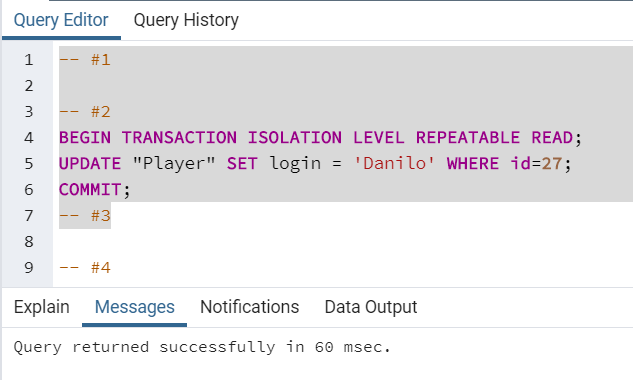 Query Editor Query History
1 -- #1
2
3 -- #2
4 BEGIN TRANSACTION ISOLATION LEVEL REPEATABLE READ;
5 UPDATE "Player" SET login = 'Danilo' WHERE id=27;
6 COMMIT;
7 -- #3
8
9 -- #4
Explain Messages Notifications Data Output
Query returned successfully in 60 msec.